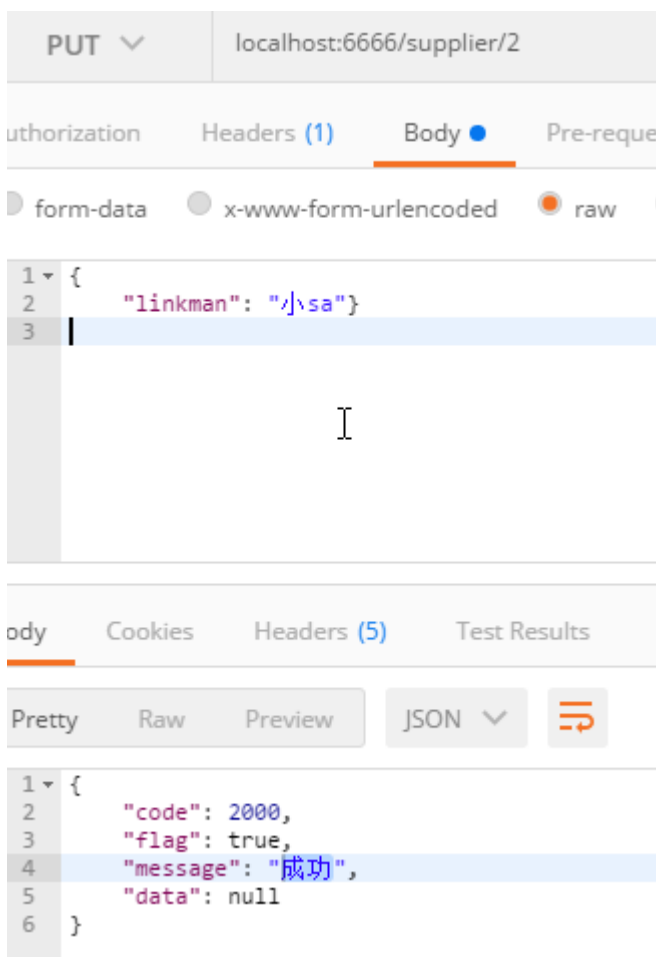 PUT localhost:6666/supplier/2
uthorization Headers (1) Body Pre-reque
form-data x-www-form-urlencoded raw
1 {
2 "linkman": "小sa"}
3
ody Cookies Headers (5) Test Results
Pretty Raw Preview JSON
1 {
2 "code": 2000,
3 "flag": true,
4 "message": "成功",
5 "data": null
6 }